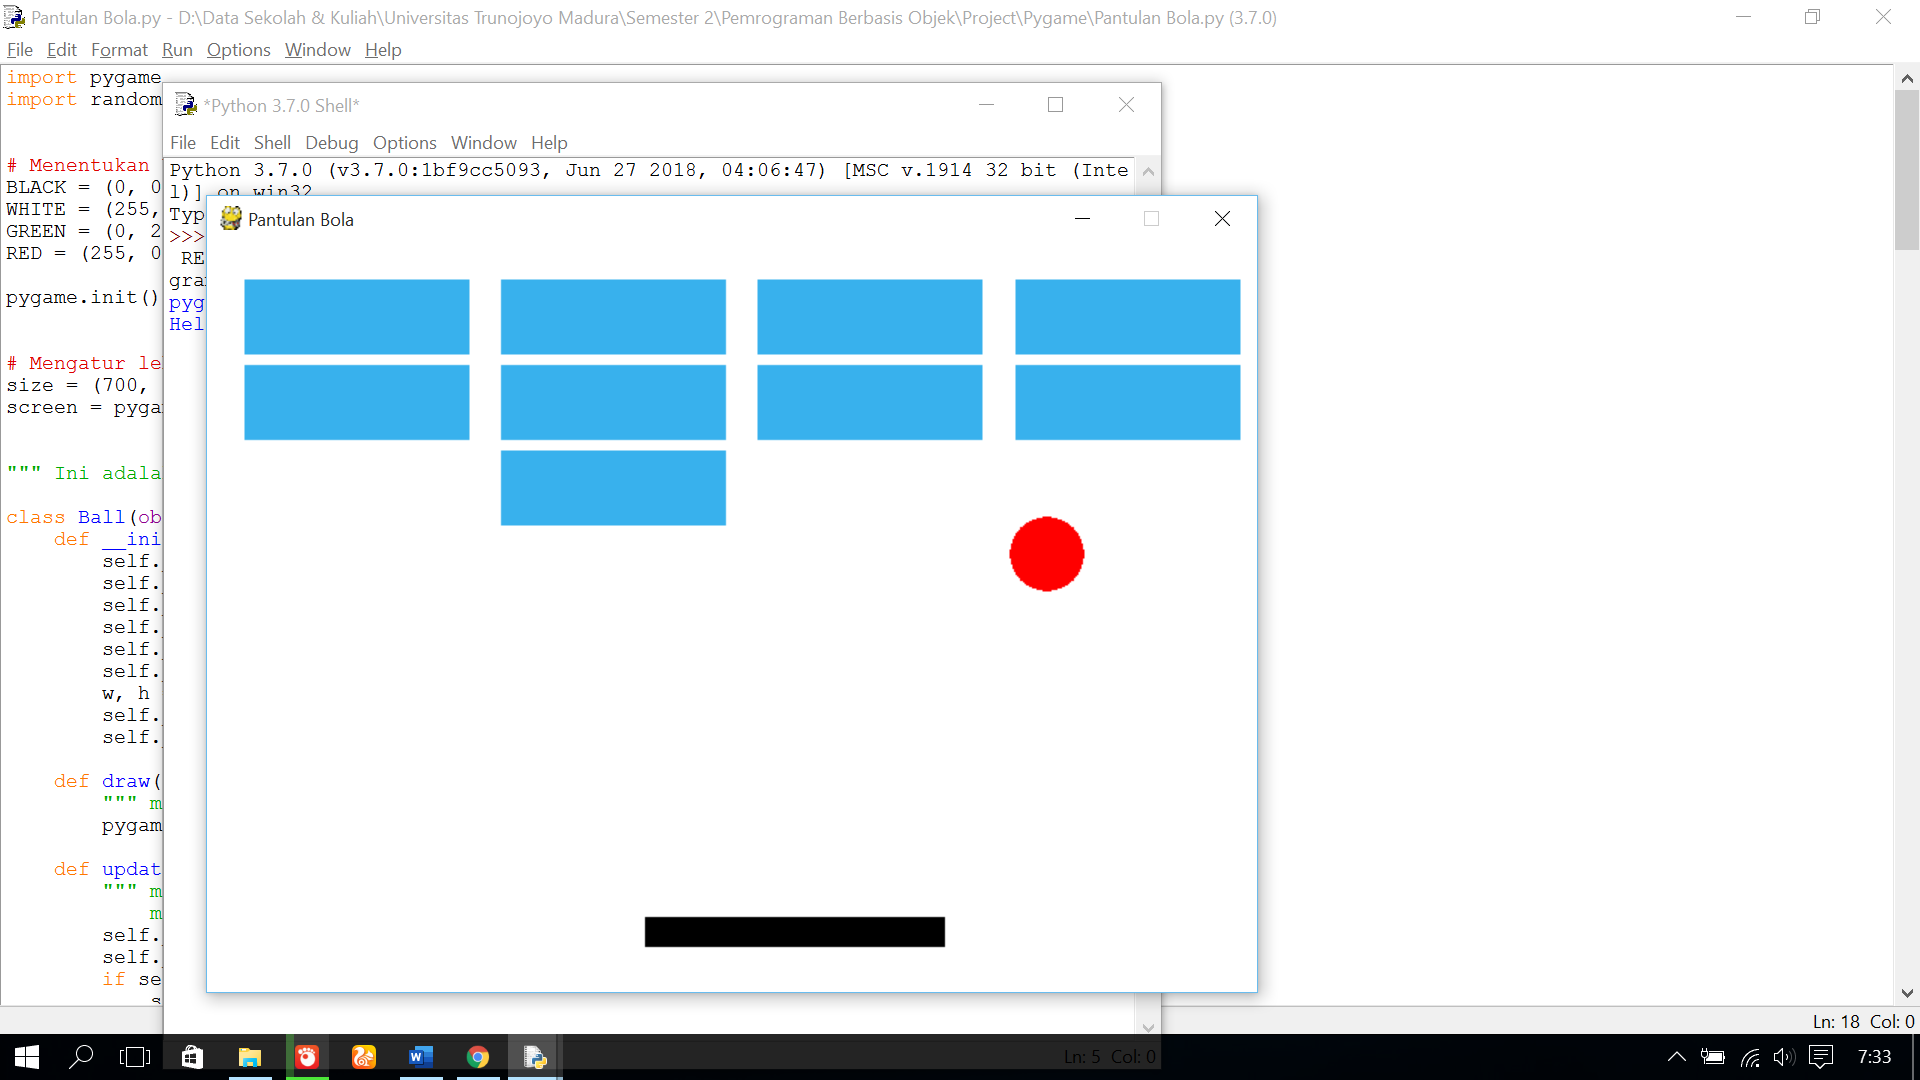 Pantulan Bola.py - D:\Data Sekolah & Kuliah\Universitas Trunojoyo Madura\Semester 2\Pemrograman Berbasis Objek\Project\Pygame\Pantulan Bola.py (3.7.0)
File Edit Format Run Options Window Help
import pygame
import random
# Menentukan
BLACK = (0, 0
WHITE = (255,
GREEN = (0, 2
RED = (255, 0
pygame.init()
# Mengatur le
size = (700,
screen = pyga
""" Ini adala
class Ball(ob
def __ini
self.
self.
self.
self.
self.
self.
w, h
self.
self.
def draw(
""" m
pygam
def updat
""" m
m
self.
self.
if se
s
*Python 3.7.0 Shell*
File Edit Shell Debug Options Window Help
Python 3.7.0 (v3.7.0:1bf9cc5093, Jun 27 2018, 04:06:47) [MSC v.1914 32 bit (Inte
l)] on win32
Typ
>>>
RE
gra
pyg
Hel
Pantulan Bola
Ln: 18 Col: 0
Ln: 5 Col: 0
7:33